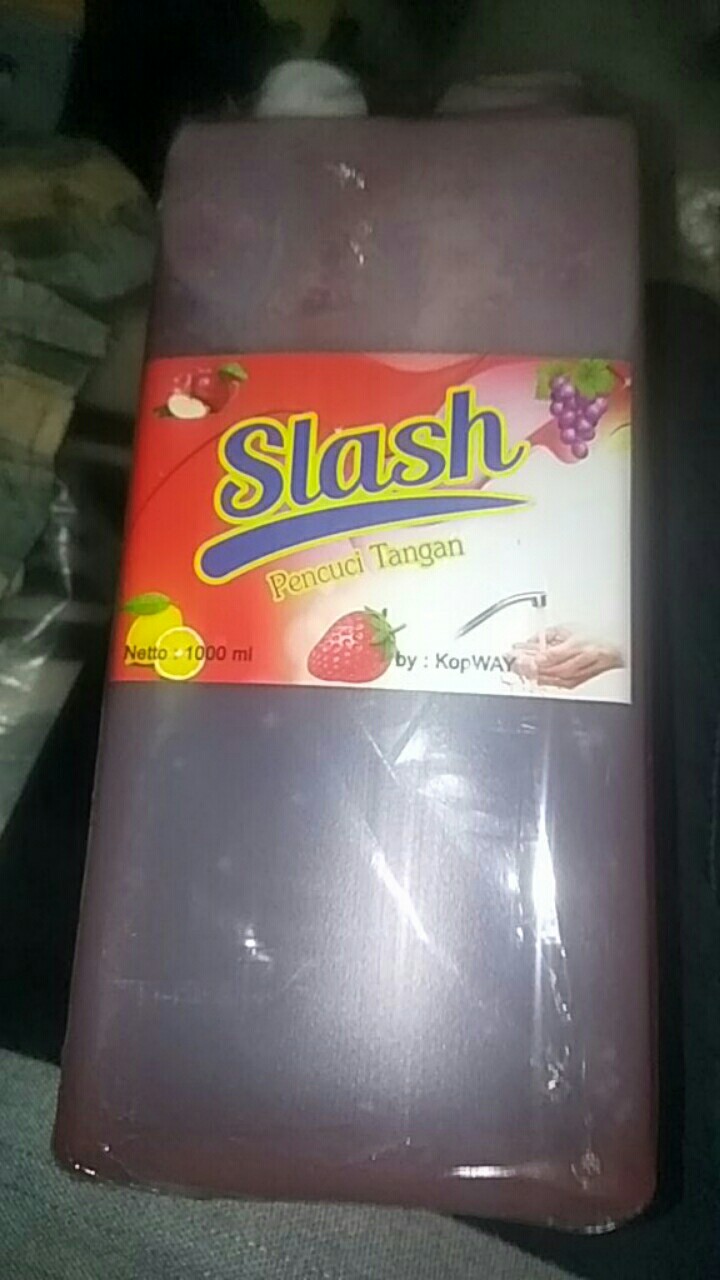 Slash
Pencuci Tangan
Netto : 1000 ml
by : KopWAY